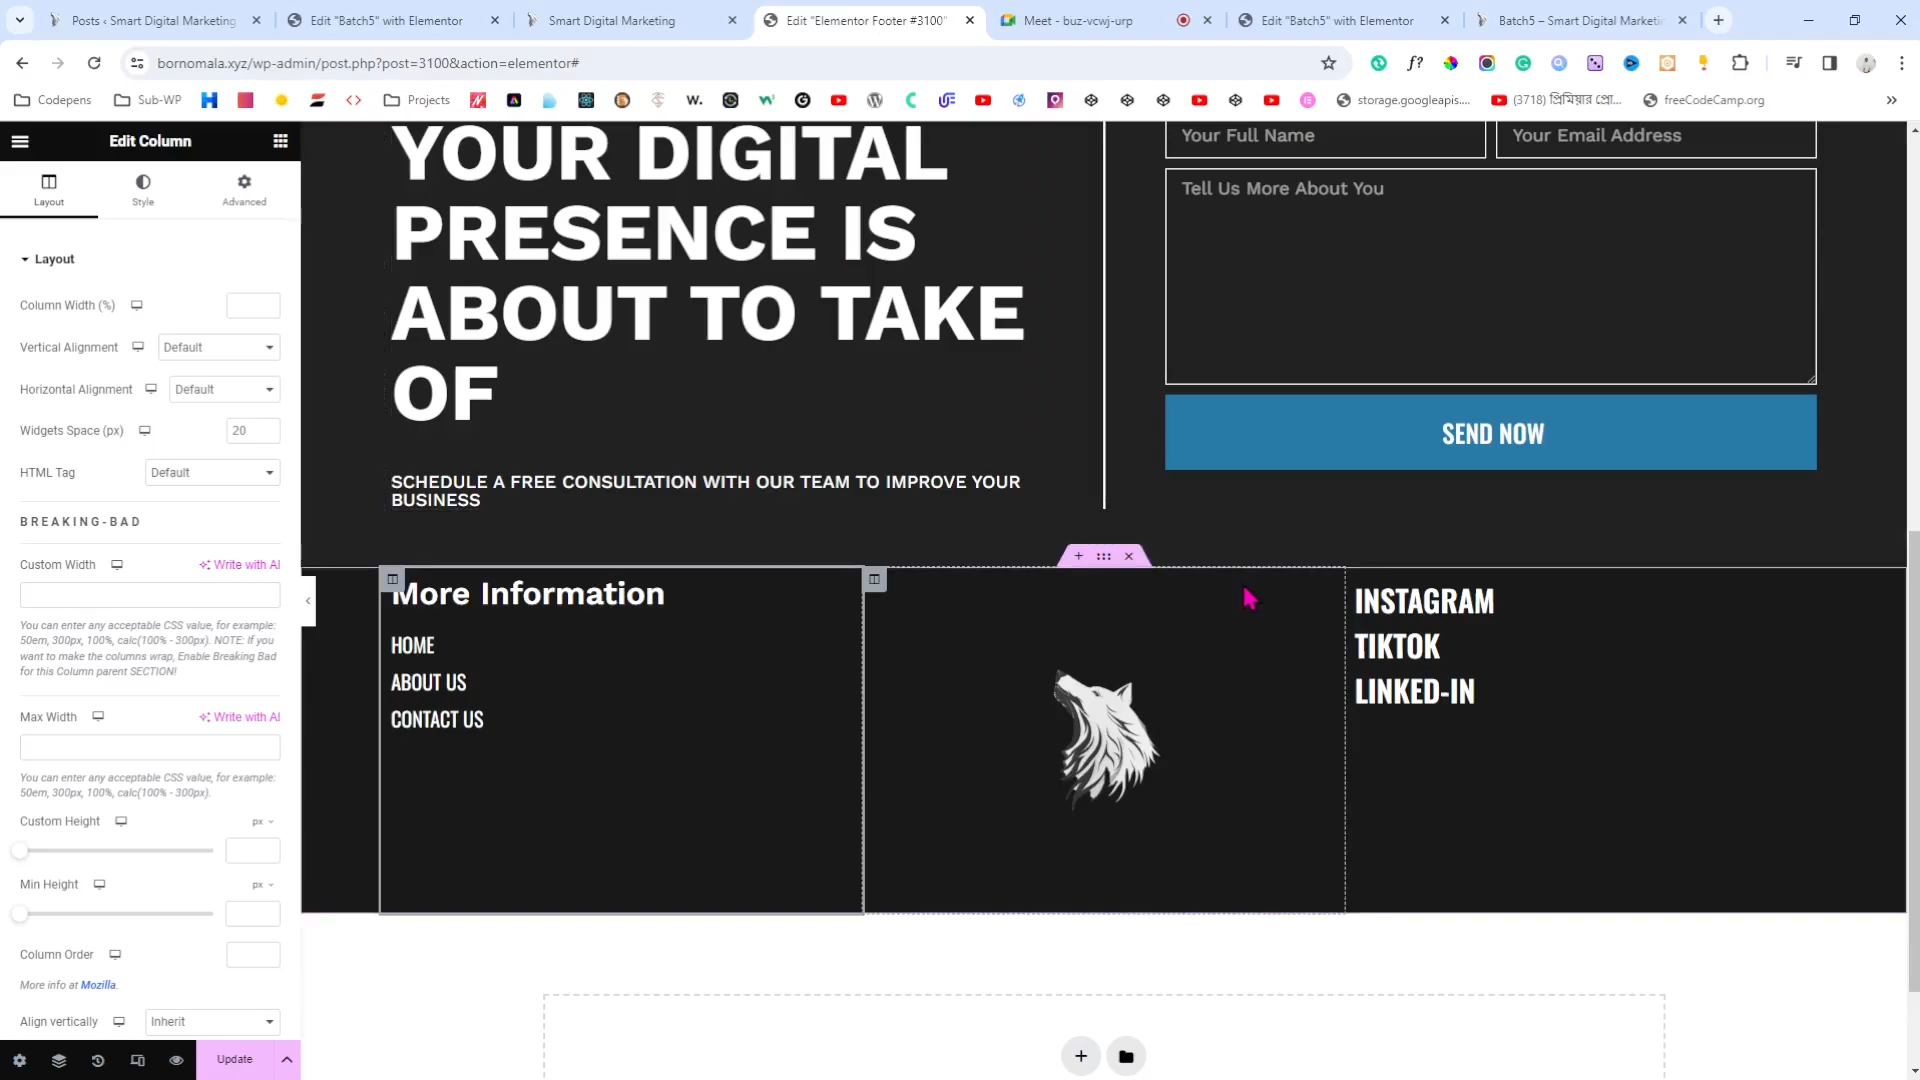 Posts ‹ Smart Digital Marketing
Edit "Batch5" with Elementor
Smart Digital Marketing
Edit "Elementor Footer #3100"
Meet - buz-vcwj-urp
Edit "Batch5" with Elementor
Batch5 – Smart Digital Marketin
bornomala.xyz/wp-admin/post.php?post=3100&action=elementor#
Codepens
Sub-WP
Projects
storage.googleapis....
(3718) প্রিমিয়ার প্রো...
freeCodeCamp.org
Edit Column
Layout
Style
Advanced
Layout
Column Width (%)
Vertical Alignment
Default
Horizontal Alignment
Default
Widgets Space (px)
20
HTML Tag
Default
BREAKING-BAD
Custom Width
Write with AI
You can enter any acceptable CSS value, for example:
50em, 300px, 100%, calc(100% - 300px). NOTE: If you
want to make the columns wrap, Enable Breaking Bad
for this Column parent SECTION!
Max Width
Write with AI
You can enter any acceptable CSS value, for example:
50em, 300px, 100%, calc(100% - 300px).
Custom Height
px
Min Height
px
Column Order
More info at Mozilla.
Align vertically
Inherit
Update
YOUR DIGITAL
PRESENCE IS
ABOUT TO TAKE
OF
SCHEDULE A FREE CONSULTATION WITH OUR TEAM TO IMPROVE YOUR
BUSINESS
Your Full Name
Your Email Address
Tell Us More About You
SEND NOW
More Information
HOME
ABOUT US
CONTACT US
INSTAGRAM
TIKTOK
LINKED-IN